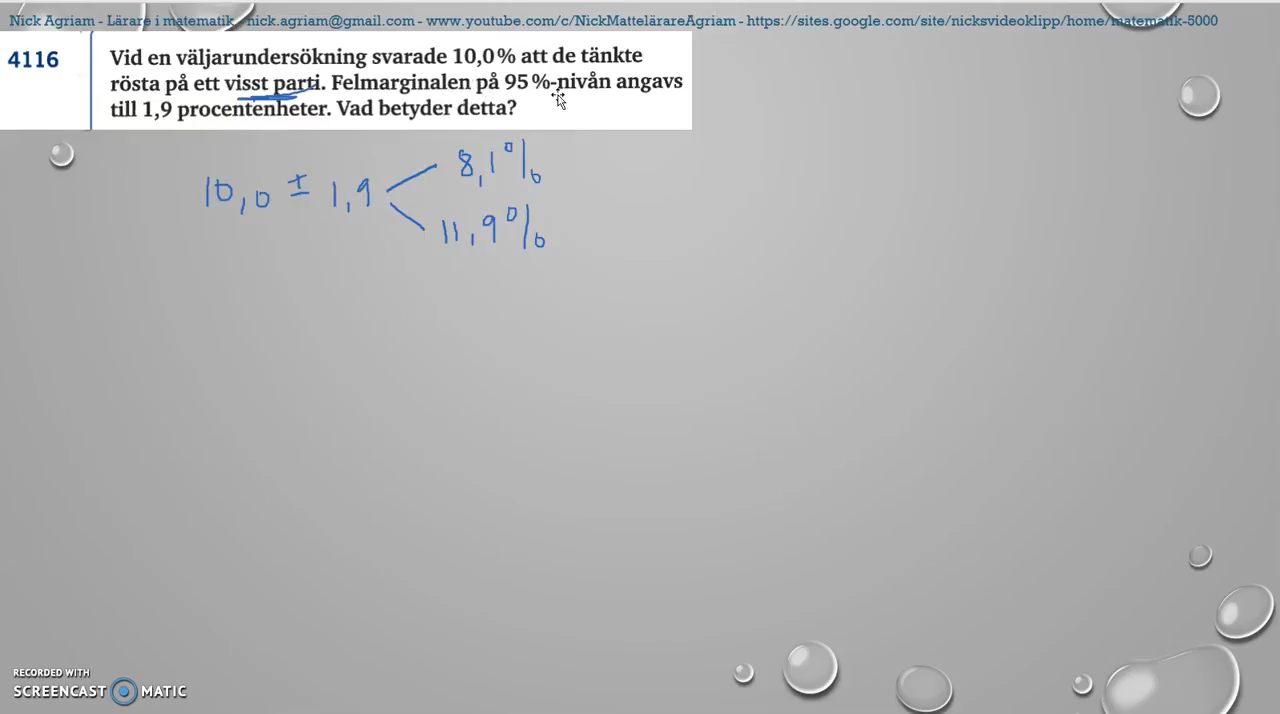 Nick Agriam - Lärare i matematik - nick.agriam@gmail.com - www.youtube.com/c/NickMattelärareAgriam - https://sites.google.com/site/nicksvideoklipp/home/matematik-5000
4116
Vid en väljarundersökning svarade 10,0 % att de tänkte
rösta på ett visst parti. Felmarginalen på 95 %-nivån angavs
till 1,9 procentenheter. Vad betyder detta?
8,1 %
10,0 ± 1,9
11,9 %
RECORDED WITH
SCREENCAST MATIC